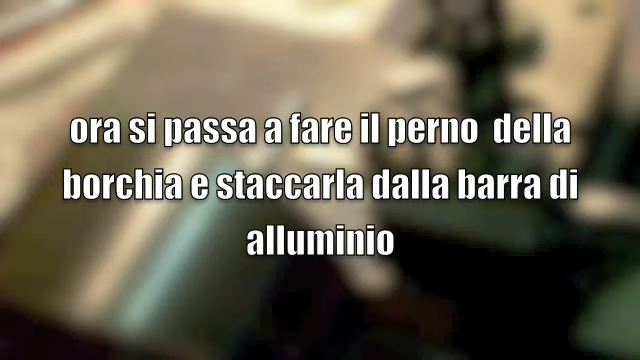 ora si passa a fare il perno  della
borchia e staccarla dalla barra di
alluminio